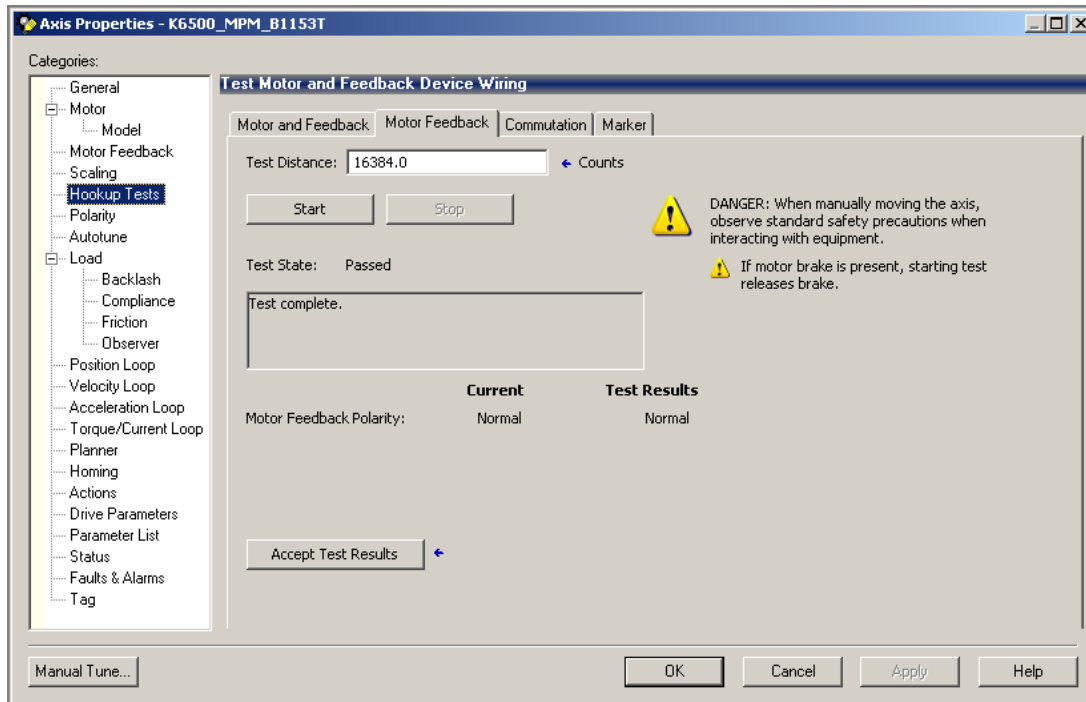 Axis Properties - K6500_MPM_B1153T
Categories:
General
Motor
Model
Motor Feedback
Scaling
Hookup Tests
Polarity
Autotune
Load
Backlash
Compliance
Friction
Observer
Position Loop
Velocity Loop
Acceleration Loop
Torque/Current Loop
Planner
Homing
Actions
Drive Parameters
Parameter List
Status
Faults & Alarms
Tag
Test Motor and Feedback Device Wiring
Motor and Feedback Motor Feedback Commutation Marker
Test Distance: 16384.0 Counts
Start Stop
DANGER: When manually moving the axis,
observe standard safety precautions when
interacting with equipment.
If motor brake is present, starting test
releases brake.
Test State: Passed
Test complete.
Current Test Results
Motor Feedback Polarity: Normal Normal
Accept Test Results
Manual Tune... OK Cancel Apply Help